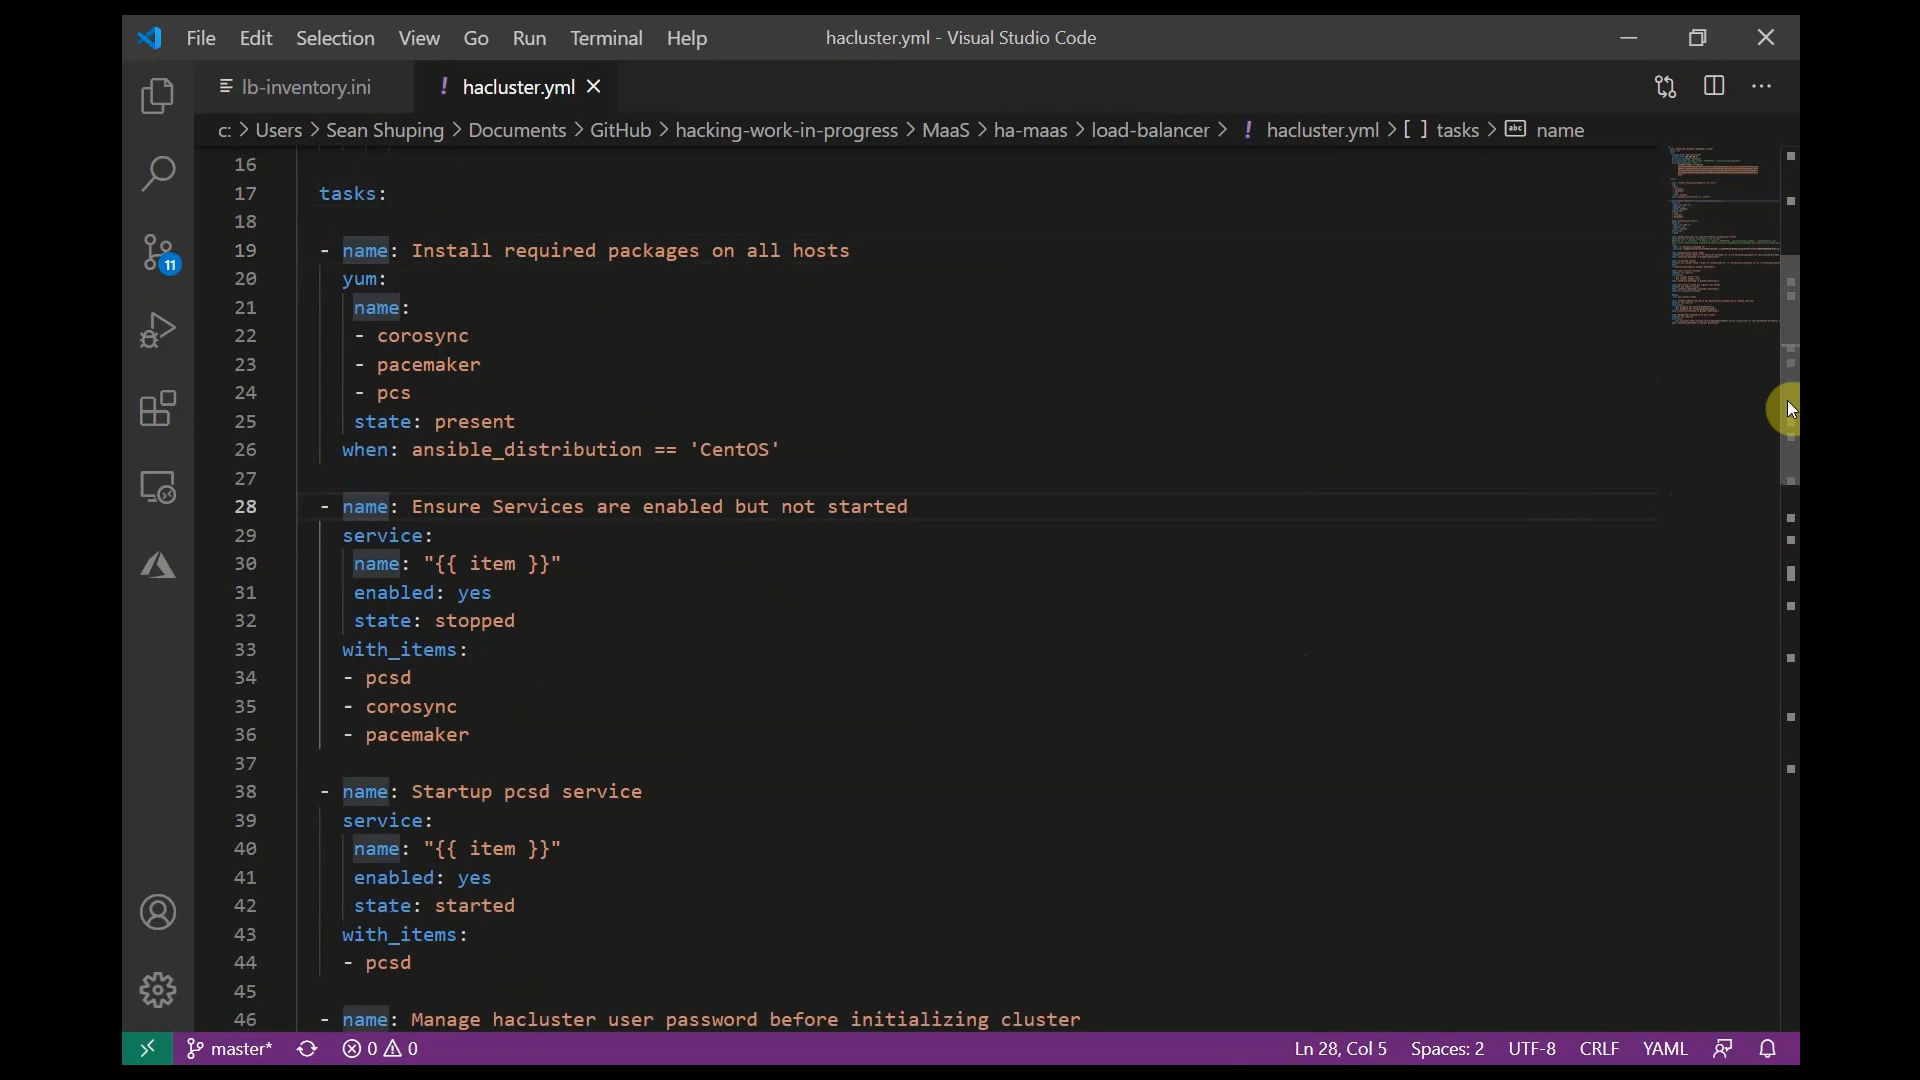 File Edit Selection View Go Run Terminal Help hacluster.yml - Visual Studio Code
lb-inventory.ini ! hacluster.yml
c: > Users > Sean Shuping > Documents > GitHub > hacking-work-in-progress > MaaS > ha-maas > load-balancer > ! hacluster.yml > [ ] tasks > abc name
16
17 tasks:
18
19 - name: Install required packages on all hosts
20 yum:
21 name:
22 - corosync
23 - pacemaker
24 - pcs
25 state: present
26 when: ansible_distribution == 'CentOS'
27
28 - name: Ensure Services are enabled but not started
29 service:
30 name: "{{ item }}"
31 enabled: yes
32 state: stopped
33 with_items:
34 - pcsd
35 - corosync
36 - pacemaker
37
38 - name: Startup pcsd service
39 service:
40 name: "{{ item }}"
41 enabled: yes
42 state: started
43 with_items:
44 - pcsd
45
46 - name: Manage hacluster user password before initializing cluster
11
master* 0 0 Ln 28, Col 5 Spaces: 2 UTF-8 CRLF YAML